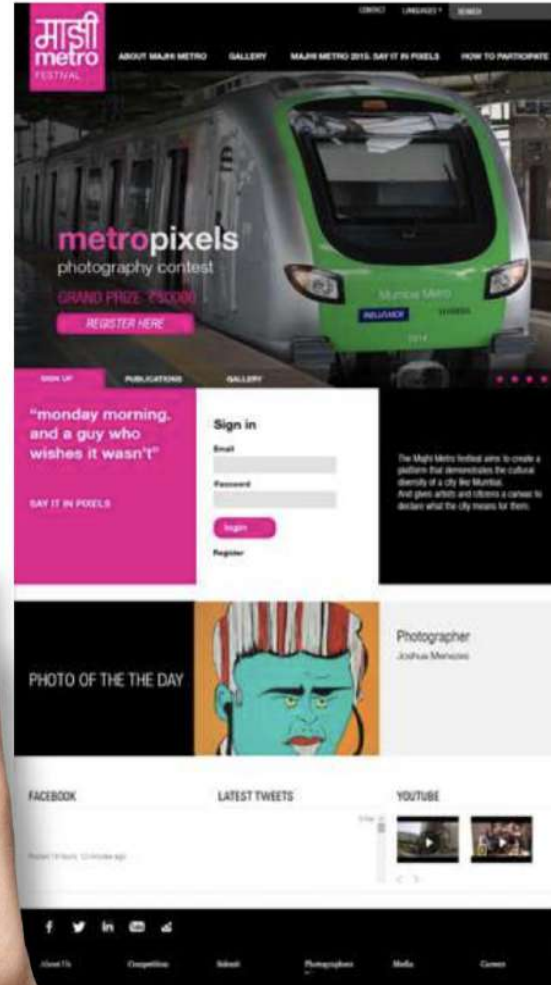 CONTACT
LANGUAGES
SEARCH
माझी
metro
FESTIVAL
ABOUT MAJHI METRO
GALLERY
MAJHI METRO 2015. SAY IT IN PIXELS
HOW TO PARTICIPATE
metropixels
photography contest
GRAND PRIZE ₹50000
REGISTER HERE
Mumbai Metro
RELIANCE
2014
SIGN UP
PUBLICATIONS
GALLERY
"monday morning.
and a guy who
wishes it wasn't"
SAY IT IN PIXELS
Sign in
Email
Password
login
Register
The Majhi Metro festival aims to create a
platform that demonstrates the cultural
diversity of a city like Mumbai.
And gives artists and citizens a canvas to
declare what the city means for them.
PHOTO OF THE THE DAY
Photographer
Joshua Menezes
FACEBOOK
LATEST TWEETS
YOUTUBE
About Us
Competition
Submit
Photographers
Media
Careers